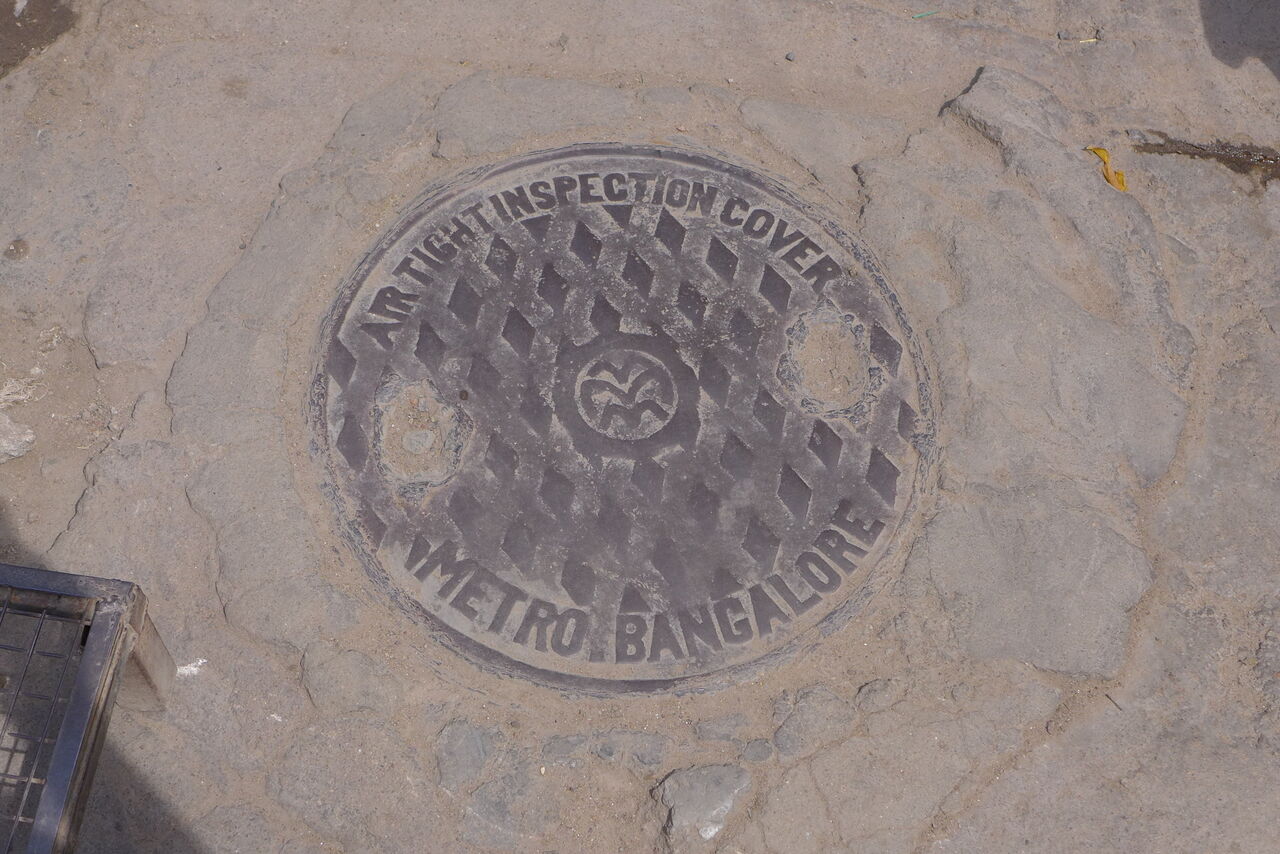 AIR TIGHT INSPECTION COVER
METRO BANGALORE